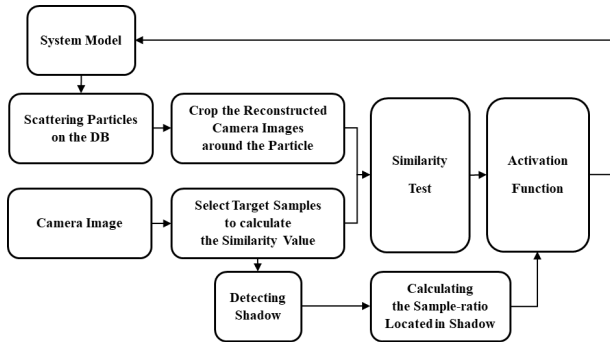 System Model
Scattering Particles
on the DB
Crop the Reconstructed
Camera Images
around the Particle
Similarity
Test
Activation
Function
Camera Image
Select Target Samples
to calculate
the Similarity Value
Detecting
Shadow
Calculating
the Sample-ratio
Located in Shadow